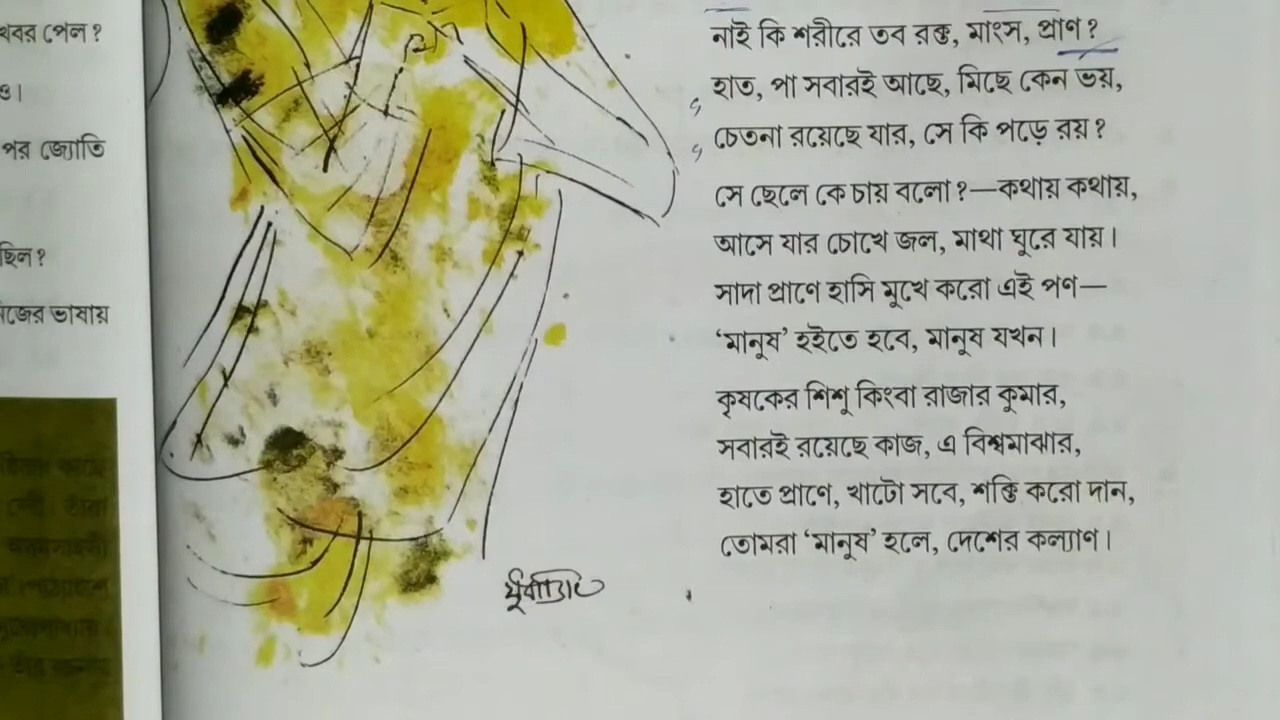 খবর পেল?
ও।
পর জ্যোতি
ছিল?
নিজের ভাষায়
নাই কি শরীরে তব রক্ত, মাংস, প্রাণ?
হাত, পা সবারই আছে, মিছে কেন ভয়,
চেতনা রয়েছে যার, সে কি পড়ে রয়?
সে ছেলে কে চায় বলো?—কথায় কথায়,
আসে যার চোখে জল, মাথা ঘুরে যায়।
সাদা প্রাণে হাসি মুখে করো এই পণ—
‘মানুষ’ হইতে হবে, মানুষ যখন।
কৃষকের শিশু কিংবা রাজার কুমার,
সবারই রয়েছে কাজ, এ বিশ্বমাঝার,
হাতে প্রাণে, খাটো সবে, শক্তি করো দান,
তোমরা ‘মানুষ’ হলে, দেশের কল্যাণ।